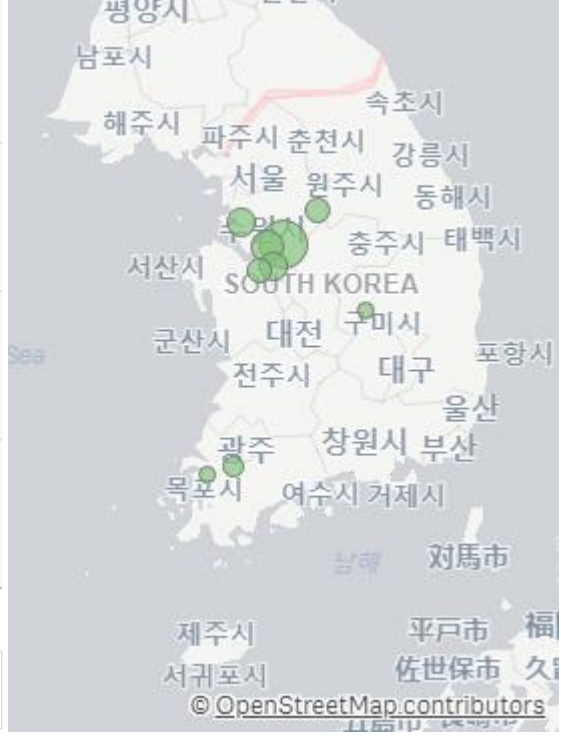 평양시
남포시
속초시
해주시
파주시 춘천시
강릉시
서울 원주시
동해시
충주시 태백시
서산시
SOUTH KOREA
구미시
군산시 대전
포항시
전주시 대구
울산
광주 창원시 부산
목포시 여수시 거제시
Sea
남해 対馬市
제주시 平戸市 福
서귀포시 佐世保市 久
© OpenStreetMap contributors